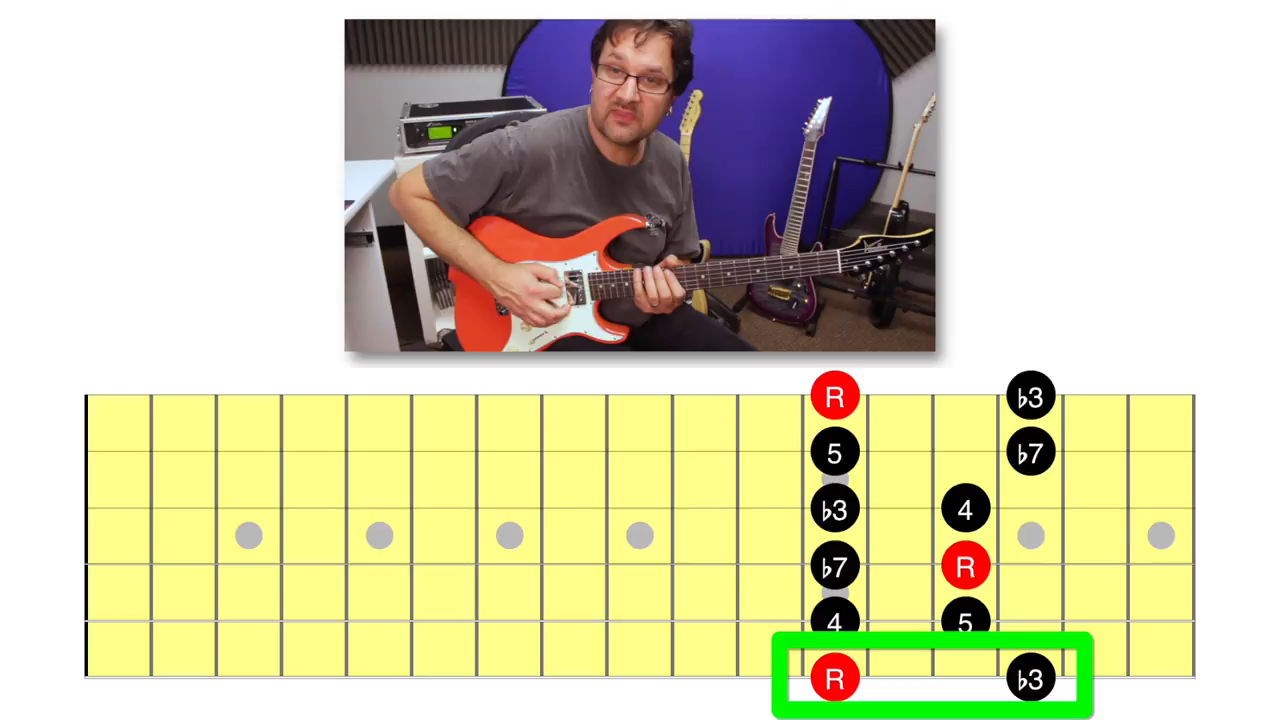 R ♭3
5 ♭7
♭3 4
♭7 R
4 5
R ♭3